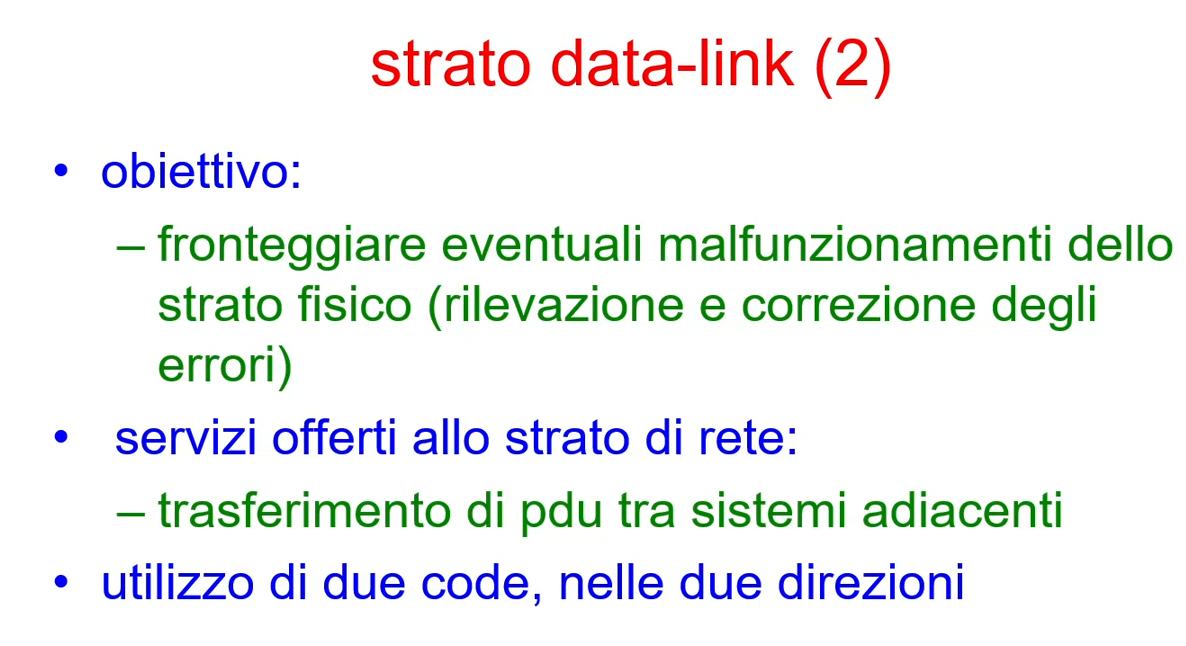 strato data-link (2)
• obiettivo:
– fronteggiare eventuali malfunzionamenti dello
strato fisico (rilevazione e correzione degli
errori)
• servizi offerti allo strato di rete:
– trasferimento di pdu tra sistemi adiacenti
• utilizzo di due code, nelle due direzioni